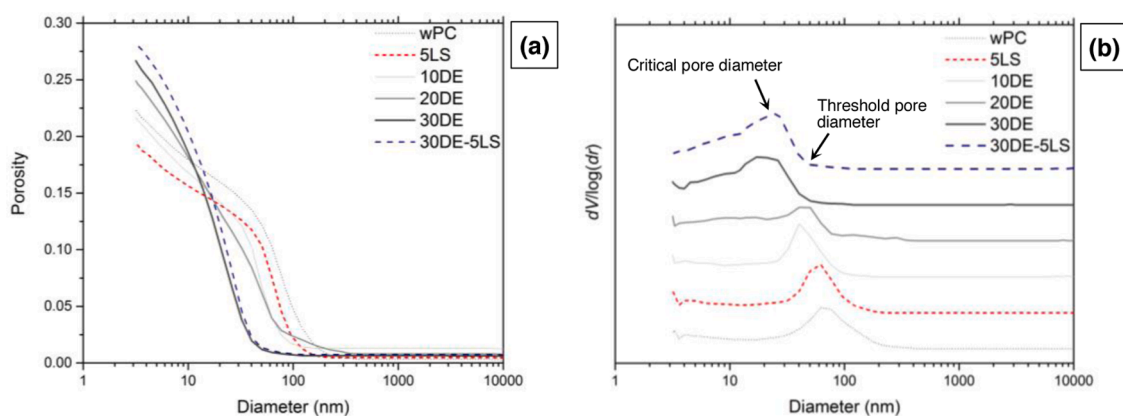 (a)
wPC
5LS
10DE
20DE
30DE
30DE-5LS
Porosity
0.30
0.25
0.20
0.15
0.10
0.05
0.00
1
10
100
1000
10000
Diameter (nm)
(b)
wPC
5LS
10DE
20DE
30DE
30DE-5LS
Critical pore diameter
Threshold pore
diameter
dV/log(dr)
1
10
100
1000
10000
Diameter (nm)